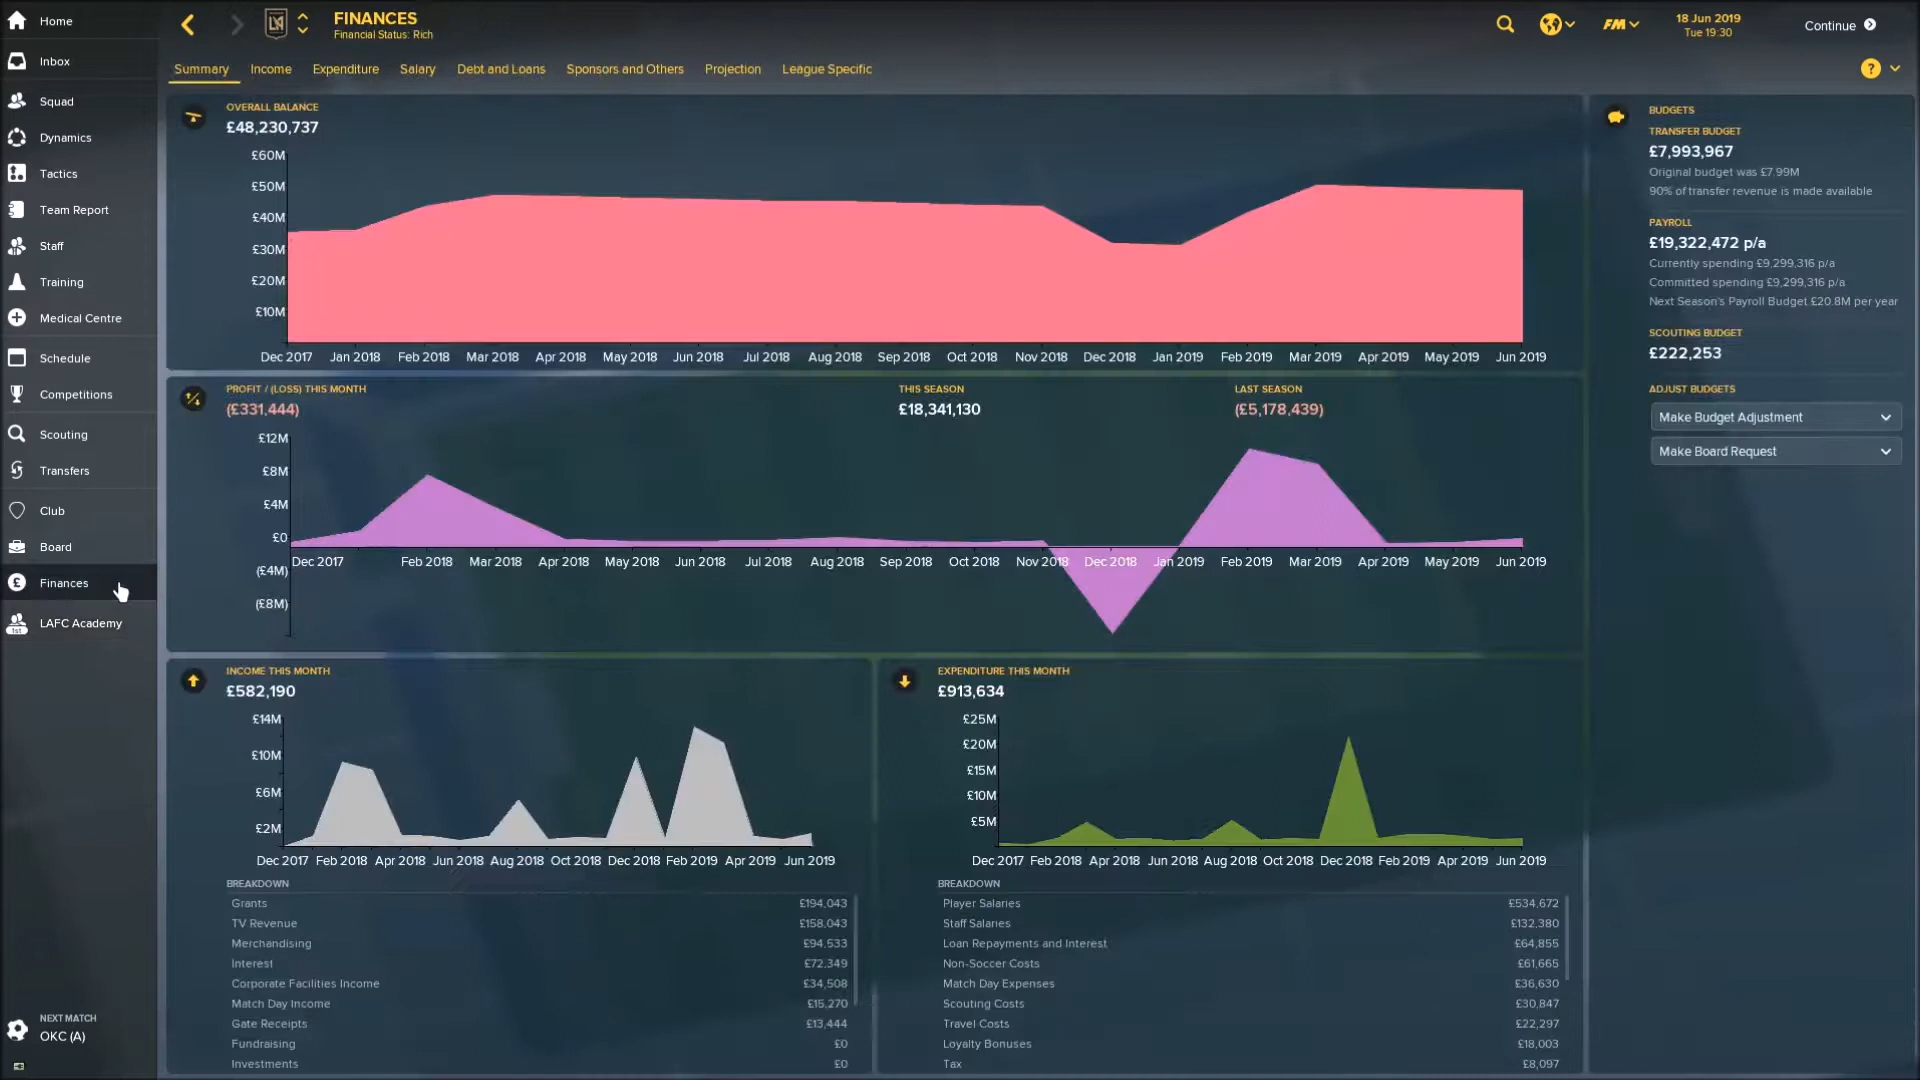 Home
Inbox
Squad
Dynamics
Tactics
Team Report
Staff
Training
Medical Centre
Schedule
Competitions
Scouting
Transfers
Club
Board
Finances
LAFC Academy
1st
NEXT MATCH
OKC (A)
FINANCES
Financial Status: Rich
FM
18 Jun 2019
Tue 19:30
Continue
Summary Income Expenditure Salary Debt and Loans Sponsors and Others Projection League Specific
?
OVERALL BALANCE
£48,230,737
£60M
£50M
£40M
£30M
£20M
£10M
Dec 2017 Jan 2018 Feb 2018 Mar 2018 Apr 2018 May 2018 Jun 2018 Jul 2018 Aug 2018 Sep 2018 Oct 2018 Nov 2018 Dec 2018 Jan 2019 Feb 2019 Mar 2019 Apr 2019 May 2019 Jun 2019
PROFIT / (LOSS) THIS MONTH
(£331,444)
THIS SEASON
£18,341,130
LAST SEASON
(£5,178,439)
£12M
£8M
£4M
£0
(£4M)
(£8M)
Dec 2017 Feb 2018 Mar 2018 Apr 2018 May 2018 Jun 2018 Jul 2018 Aug 2018 Sep 2018 Oct 2018 Nov 2018 Dec 2018 Jan 2019 Feb 2019 Mar 2019 Apr 2019 May 2019 Jun 2019
INCOME THIS MONTH
£582,190
£14M
£10M
£6M
£2M
Dec 2017 Feb 2018 Apr 2018 Jun 2018 Aug 2018 Oct 2018 Dec 2018 Feb 2019 Apr 2019 Jun 2019
BREAKDOWN
Grants £194,043
TV Revenue £158,043
Merchandising £94,533
Interest £72,349
Corporate Facilities Income £34,508
Match Day Income £15,270
Gate Receipts £13,444
Fundraising £0
Investments £0
EXPENDITURE THIS MONTH
£913,634
£25M
£20M
£15M
£10M
£5M
Dec 2017 Feb 2018 Apr 2018 Jun 2018 Aug 2018 Oct 2018 Dec 2018 Feb 2019 Apr 2019 Jun 2019
BREAKDOWN
Player Salaries £534,672
Staff Salaries £132,380
Loan Repayments and Interest £64,855
Non-Soccer Costs £61,665
Match Day Expenses £36,630
Scouting Costs £30,847
Travel Costs £22,297
Loyalty Bonuses £18,003
Tax £8,097
BUDGETS
TRANSFER BUDGET
£7,993,967
Original budget was £7.99M
90% of transfer revenue is made available
PAYROLL
£19,322,472 p/a
Currently spending £9,299,316 p/a
Committed spending £9,299,316 p/a
Next Season's Payroll Budget £20.8M per year
SCOUTING BUDGET
£222,253
ADJUST BUDGETS
Make Budget Adjustment
Make Board Request